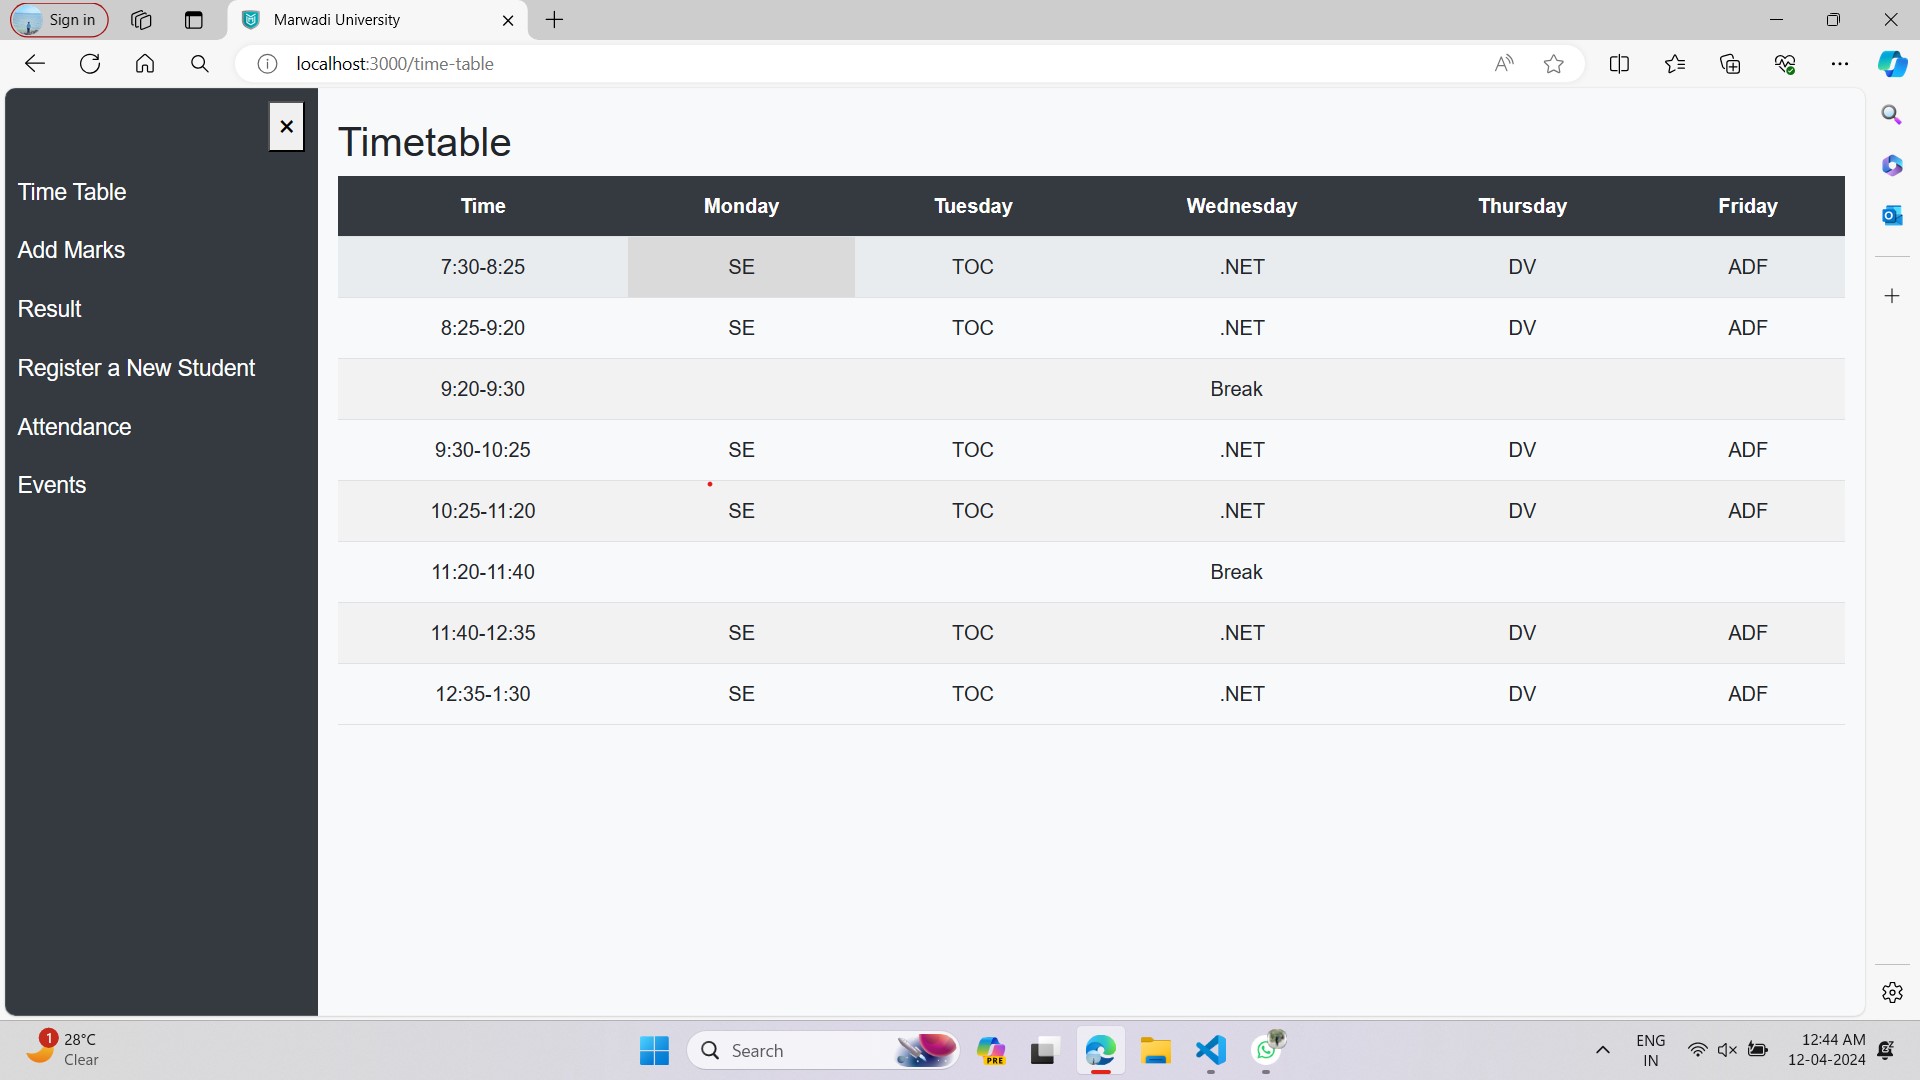 Sign in
Marwadi University
localhost:3000/time-table
×
Time Table
Add Marks
Result
Register a New Student
Attendance
Events
Timetable
Time Monday Tuesday Wednesday Thursday Friday
7:30-8:25 SE TOC .NET DV ADF
8:25-9:20 SE TOC .NET DV ADF
9:20-9:30 Break
9:30-10:25 SE TOC .NET DV ADF
10:25-11:20 SE TOC .NET DV ADF
11:20-11:40 Break
11:40-12:35 SE TOC .NET DV ADF
12:35-1:30 SE TOC .NET DV ADF
1
28°C
Clear
Search
PRE
ENG
IN
12:44 AM
12-04-2024